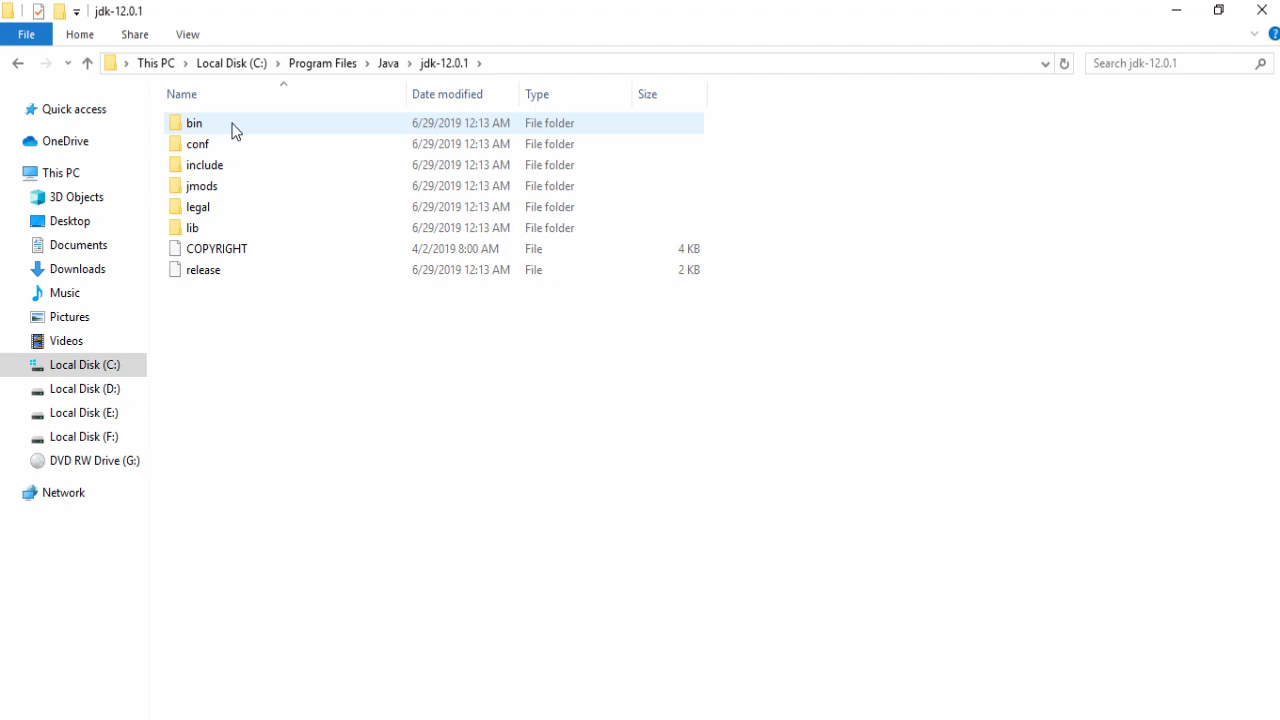 jdk-12.0.1
File Home Share View
This PC Local Disk (C:) Program Files Java jdk-12.0.1 Search jdk-12.0.1
Name Date modified Type Size
Quick access
OneDrive
This PC
3D Objects
Desktop
Documents
Downloads
Music
Pictures
Videos
Local Disk (C:)
Local Disk (D:)
Local Disk (E:)
Local Disk (F:)
DVD RW Drive (G:)
Network
bin 6/29/2019 12:13 AM File folder
conf 6/29/2019 12:13 AM File folder
include 6/29/2019 12:13 AM File folder
jmods 6/29/2019 12:13 AM File folder
legal 6/29/2019 12:13 AM File folder
lib 6/29/2019 12:13 AM File folder
COPYRIGHT 4/2/2019 8:00 AM File 4 KB
release 6/29/2019 12:13 AM File 2 KB